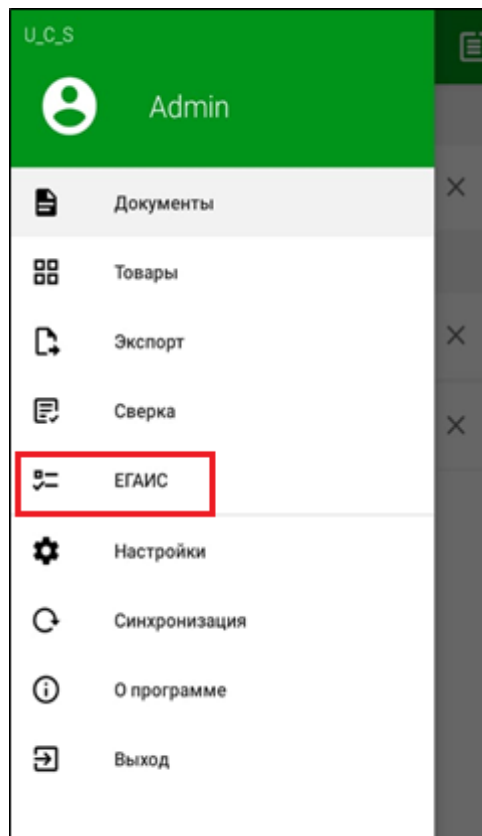 U_C_S
Admin
Документы
Товары
Экспорт
Сверка
ЕГАИС
Настройки
Синхронизация
О программе
Выход